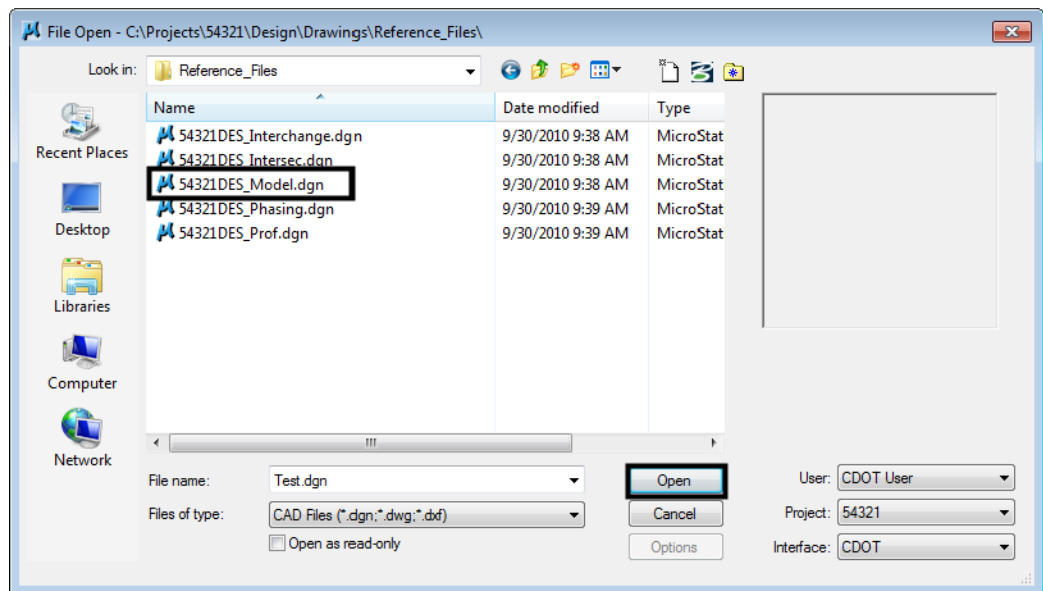 File Open - C:\Projects\54321\Design\Drawings\Reference_Files\
Look in: Reference_Files
Name Date modified Type
54321DES_Interchange.dgn 9/30/2010 9:38 AM MicroStat
54321DES_Intersec.dgn 9/30/2010 9:38 AM MicroStat
54321DES_Model.dgn 9/30/2010 9:38 AM MicroStat
54321DES_Phasing.dgn 9/30/2010 9:39 AM MicroStat
54321DES_Prof.dgn 9/30/2010 9:39 AM MicroStat
Recent Places
Desktop
Libraries
Computer
Network
File name: Test.dgn Open User: CDOT User
Files of type: CAD Files (*.dgn;*.dwg;*.dxf) Cancel Project: 54321
Open as read-only Options Interface: CDOT